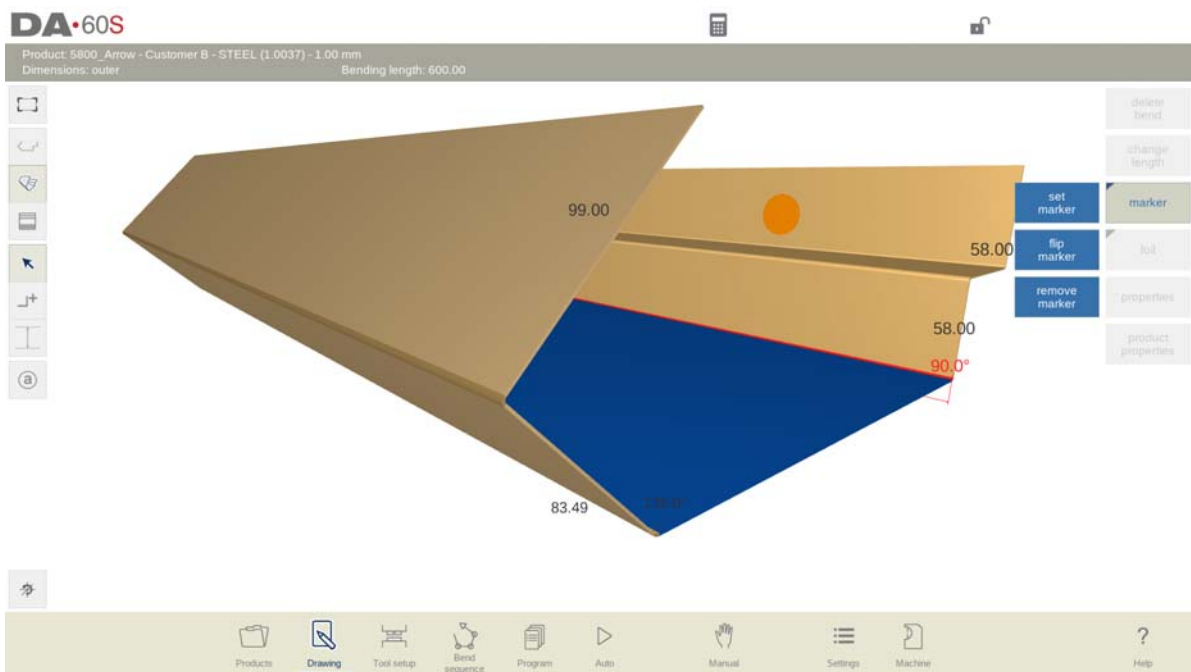 DA•60S
Product: 5800_Arrow - Customer B - STEEL (1.0037) - 1.00 mm
Dimensions: outer
Bending length: 600.00
delete
bend
change
length
set
marker
marker
flip
marker
foil
remove
marker
properties
product
properties
99.00
58.00
58.00
90.0°
83.49
a
Products
Drawing
Tool setup
Bend
sequence
Program
Auto
Manual
Settings
Machine
?
Help